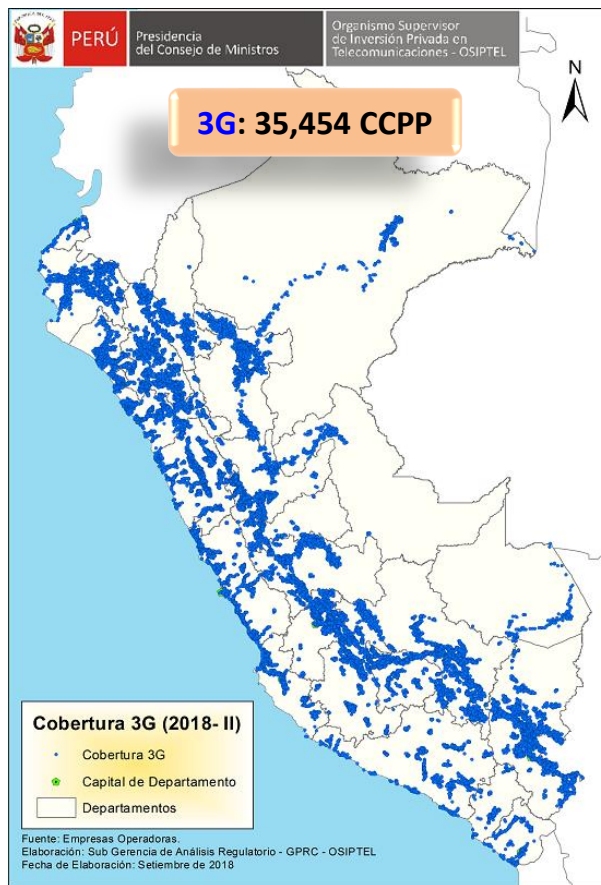 PERÚ
Presidencia
del Consejo de Ministros
Organismo Supervisor
de Inversión Privada en
Telecomunicaciones - OSIPTEL
N
3G: 35,454 CCPP
Cobertura 3G (2018- II)
Cobertura 3G
Capital de Departamento
Departamentos
Fuente: Empresas Operadoras.
Elaboración: Sub Gerencia de Análisis Regulatorio - GPRC - OSIPTEL
Fecha de Elaboración: Setiembre de 2018